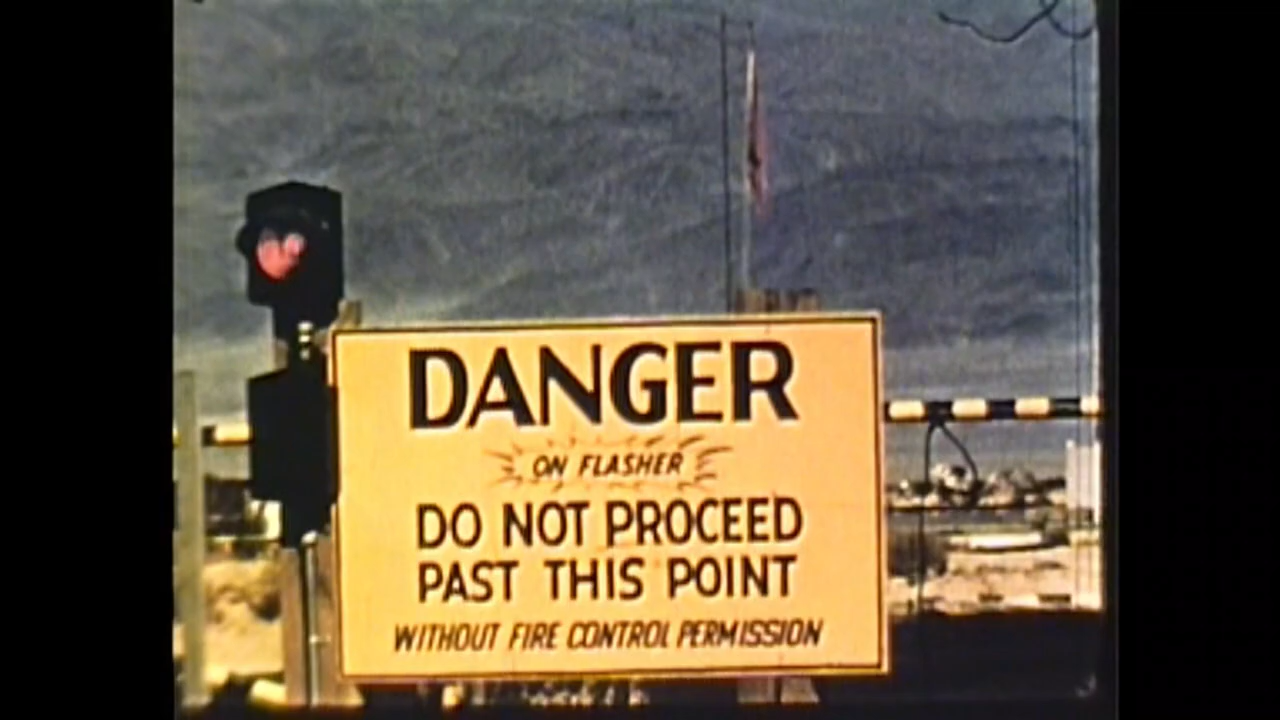 DANGER
ON FLASHER
DO NOT PROCEED
PAST THIS POINT
WITHOUT FIRE CONTROL PERMISSION